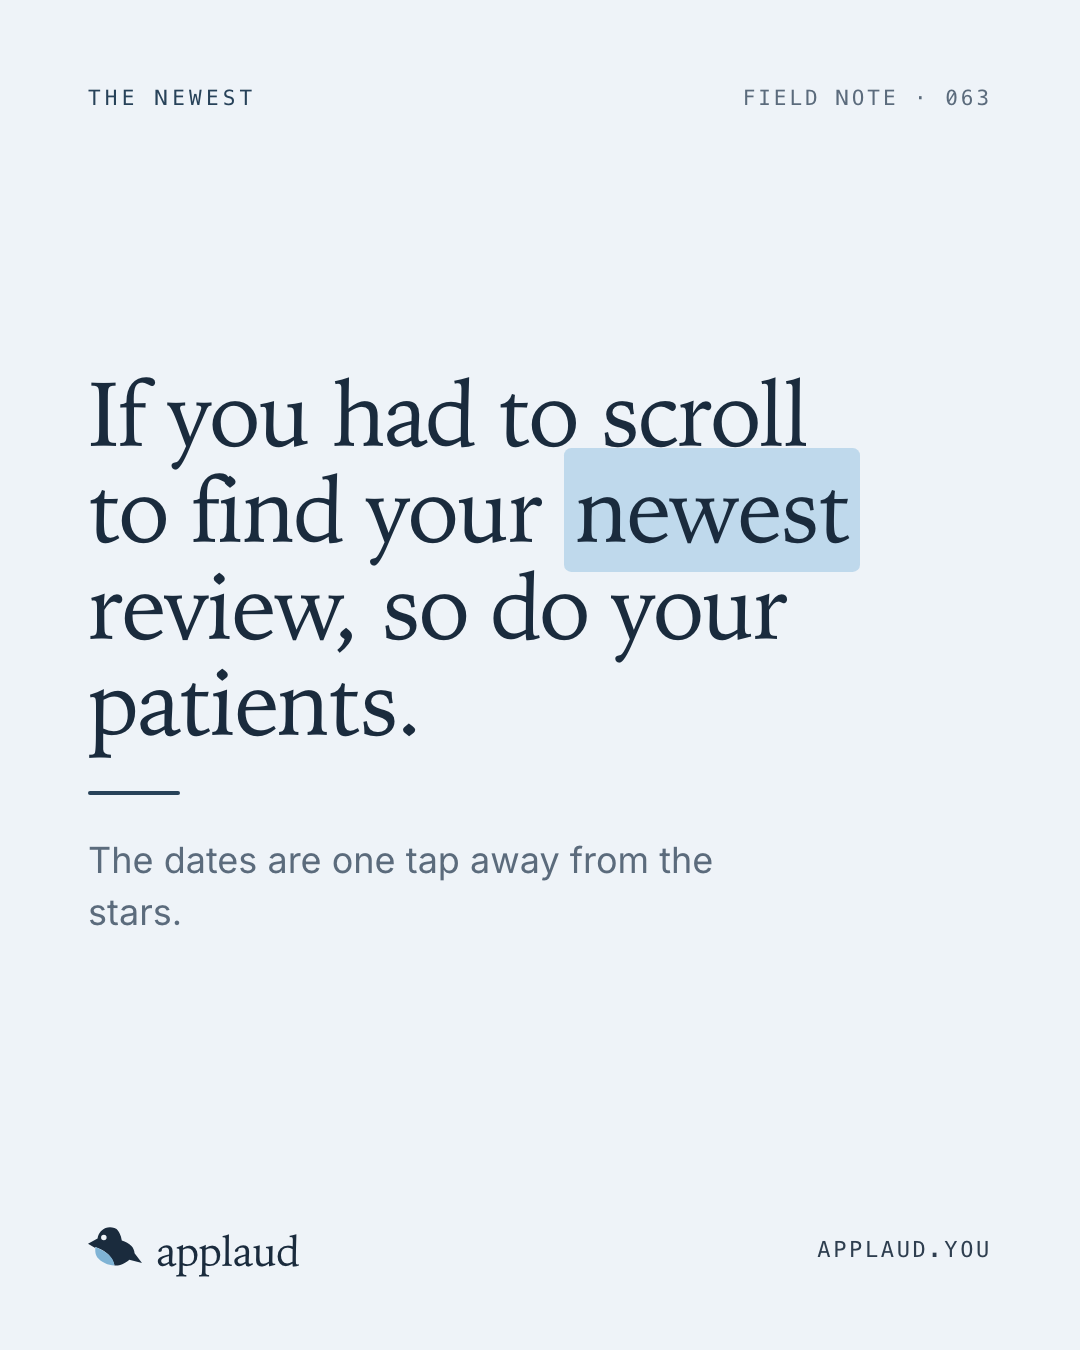 THE NEWEST
FIELD NOTE · 063
If you had to scroll
to find your newest
review, so do your
patients.
The dates are one tap away from the
stars.
applaud
APPLAUD.YOU